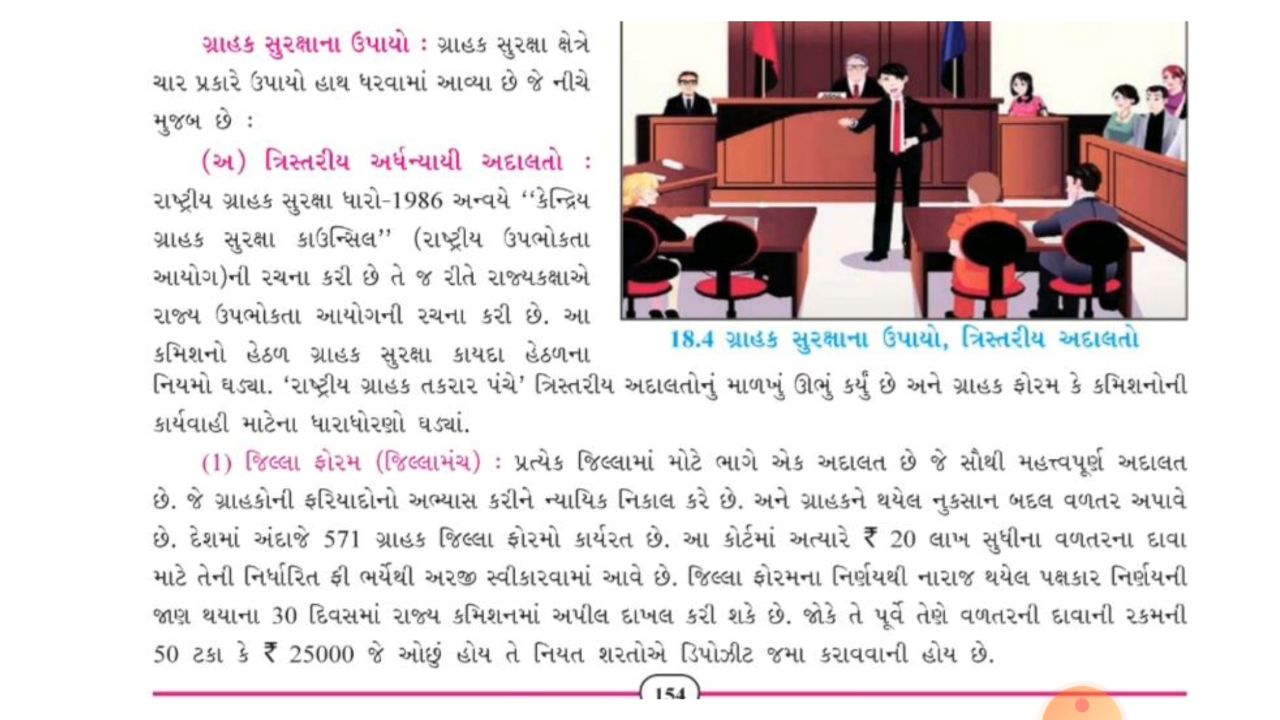 ગ્રાહક સુરક્ષાના ઉપાયો : ગ્રાહક સુરક્ષા ક્ષેત્રે
ચાર પ્રકારે ઉપાયો હાથ ધરવામાં આવ્યા છે જે નીચે
મુજબ છે :
(અ) ત્રિસ્તરીય અર્ધન્યાયી અદાલતો :
રાષ્ટ્રીય ગ્રાહક સુરક્ષા ધારો-1986 અન્વયે ‘‘કેન્દ્રિય
ગ્રાહક સુરક્ષા કાઉન્સિલ’’ (રાષ્ટ્રીય ઉપભોકતા
આયોગ)ની રચના કરી છે તે જ રીતે રાજ્યકક્ષાએ
રાજ્ય ઉપભોકતા આયોગની રચના કરી છે. આ
કમિશનો હેઠળ ગ્રાહક સુરક્ષા કાયદા હેઠળના
18.4 ગ્રાહક સુરક્ષાના ઉપાયો, ત્રિસ્તરીય અદાલતો
નિયમો ઘડ્યા. ‘રાષ્ટ્રીય ગ્રાહક તકરાર પંચે’ ત્રિસ્તરીય અદાલતોનું માળખું ઊભું કર્યું છે અને ગ્રાહક ફોરમ કે કમિશનોની
કાર્યવાહી માટેના ધારાધોરણો ઘડ્યાં.
(1) જિલ્લા ફોરમ (જિલ્લામંચ) : પ્રત્યેક જિલ્લામાં મોટે ભાગે એક અદાલત છે જે સૌથી મહત્ત્વપૂર્ણ અદાલત
છે. જે ગ્રાહકોની ફરિયાદોનો અભ્યાસ કરીને ન્યાયિક નિકાલ કરે છે. અને ગ્રાહકને થયેલ નુકસાન બદલ વળતર અપાવે
છે. દેશમાં અંદાજે 571 ગ્રાહક જિલ્લા ફોરમો કાર્યરત છે. આ કોર્ટમાં અત્યારે ₹ 20 લાખ સુધીના વળતરના દાવા
માટે તેની નિર્ધારિત ફી ભર્યેથી અરજી સ્વીકારવામાં આવે છે. જિલ્લા ફોરમના નિર્ણયથી નારાજ થયેલ પક્ષકાર નિર્ણયની
જાણ થયાના 30 દિવસમાં રાજ્ય કમિશનમાં અપીલ દાખલ કરી શકે છે. જોકે તે પૂર્વે તેણે વળતરની દાવાની રકમની
50 ટકા કે ₹ 25000 જે ઓછું હોય તે નિયત શરતોએ ડિપોઝીટ જમા કરાવવાની હોય છે.
154